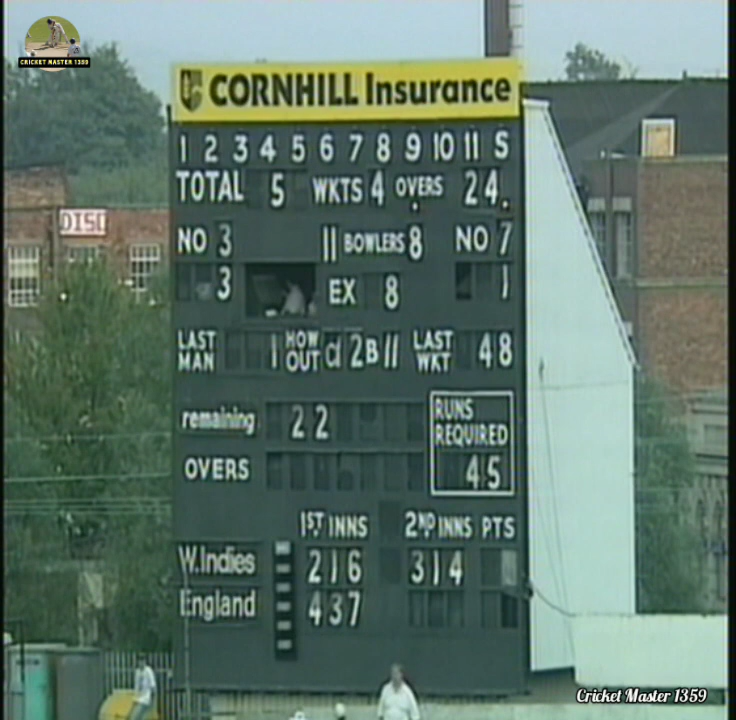 CRICKET MASTER 1359
CORNHILL Insurance
1 2 3 4 5 6 7 8 9 10 11 S
TOTAL 5 WKTS 4 OVERS 24.
DISC
NO 3 11 BOWLERS 8 NO 7
3 EX 8 1
LAST MAN 1 HOW OUT d 2 B 11 LAST WKT 48
remaining 22
RUNS REQUIRED 45
OVERS
1ST INNS 2ND INNS PTS
W.Indies 216 314
England 437
Cricket Master 1359